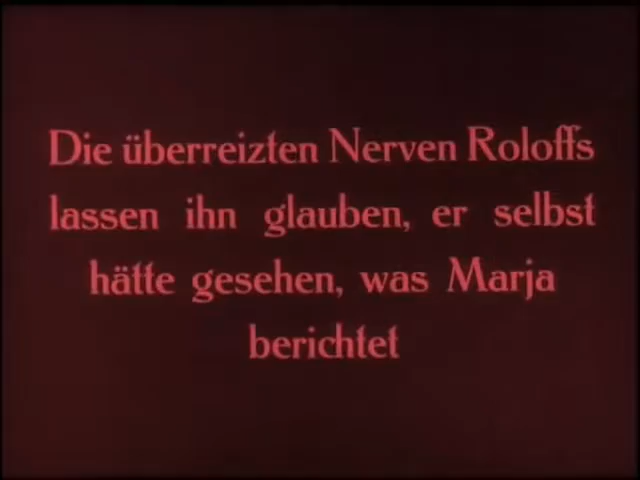 Die überreizten Nerven Roloffs
lassen ihn glauben, er selbst
hätte gesehen, was Marja
berichtet